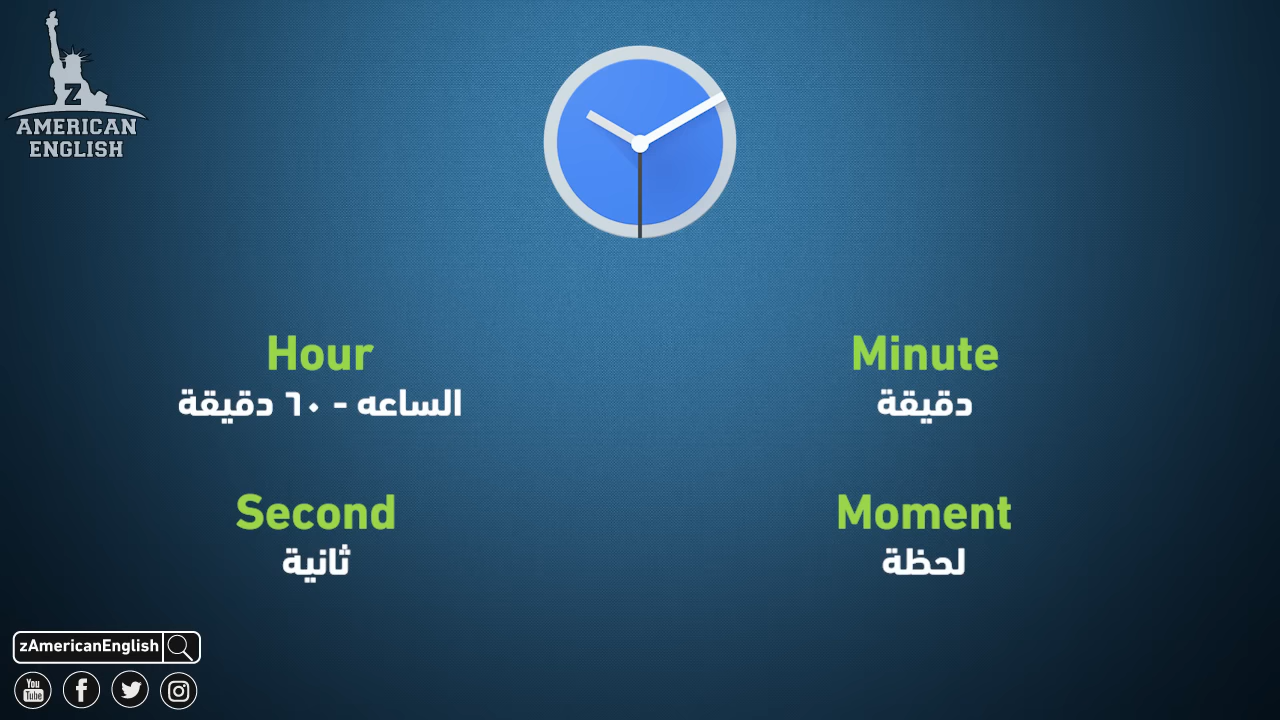 Z
AMERICAN
ENGLISH
Hour
الساعه - ٦٠ دقيقة
Minute
دقيقة
Second
ثانية
Moment
لحظة
zAmericanEnglish
You
Tube